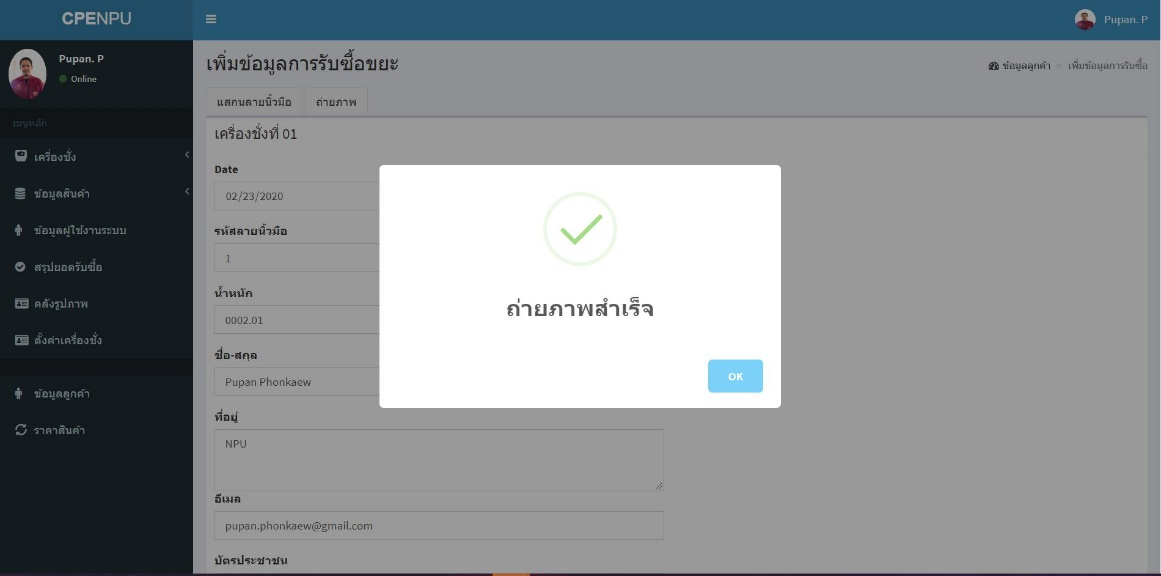 CPENPU
Pupan. P
Pupan. P
Online
เมนูหลัก
เครื่องชั่ง
ข้อมูลสินค้า
ข้อมูลผู้ใช้งานระบบ
สรุปยอดรับซื้อ
คลังรูปภาพ
ตั้งค่าเครื่องชั่ง
ข้อมูลลูกค้า
ราคาสินค้า
เพิ่มข้อมูลการรับซื้อขยะ
ข้อมูลลูกค้า > เพิ่มข้อมูลการรับซื้อ
แสกนลายนิ้วมือ ถ่ายภาพ
เครื่องชั่งที่ 01
Date
02/23/2020
รหัสลายนิ้วมือ
1
น้ำหนัก
0002.01
ชื่อ-สกุล
Pupan Phonkaew
ที่อยู่
NPU
อีเมล
pupan.phonkaew@gmail.com
บัตรประชาชน
ถ่ายภาพสำเร็จ
OK